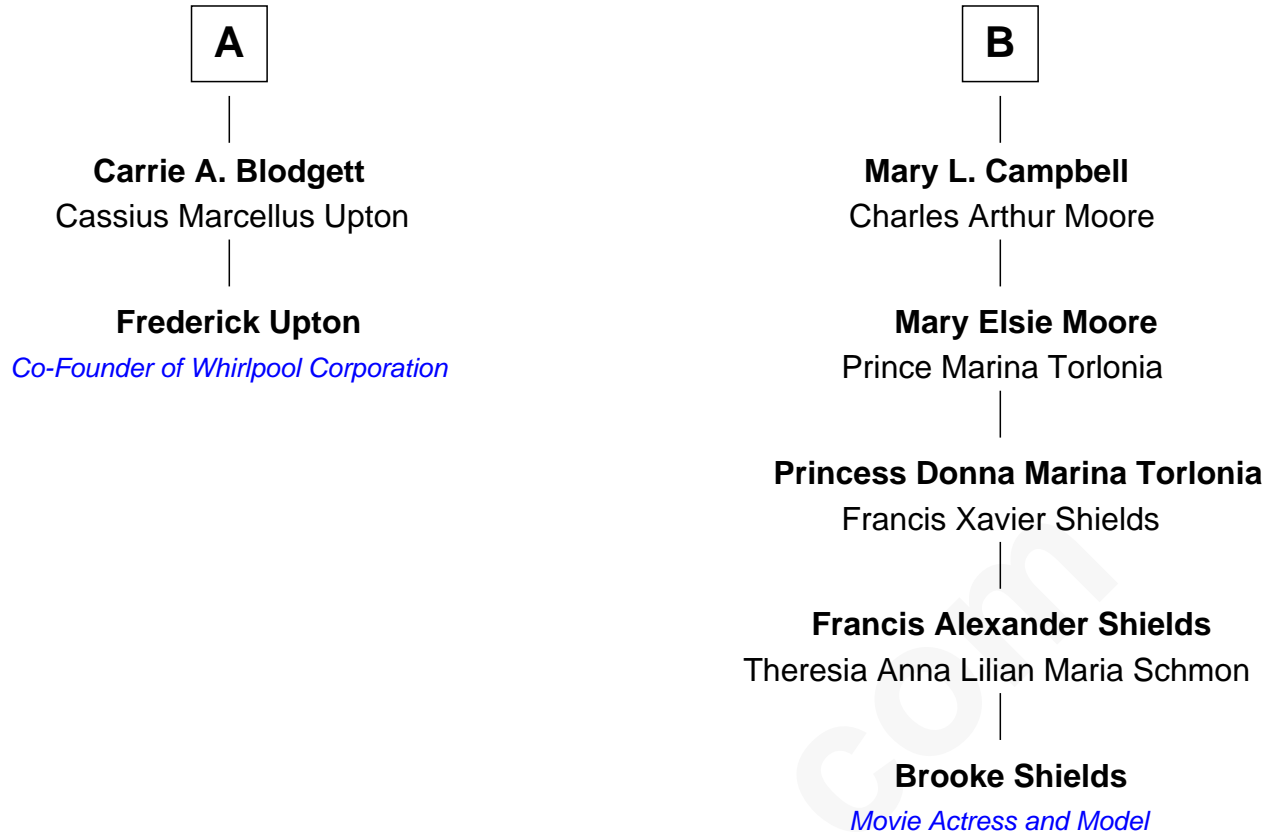 A
Carrie A. Blodgett
Cassius Marcellus Upton
Frederick Upton
Co-Founder of Whirlpool Corporation
B
Mary L. Campbell
Charles Arthur Moore
Mary Elsie Moore
Prince Marina Torlonia
Princess Donna Marina Torlonia
Francis Xavier Shields
Francis Alexander Shields
Theresia Anna Lilian Maria Schmon
Brooke Shields
Movie Actress and Model
com